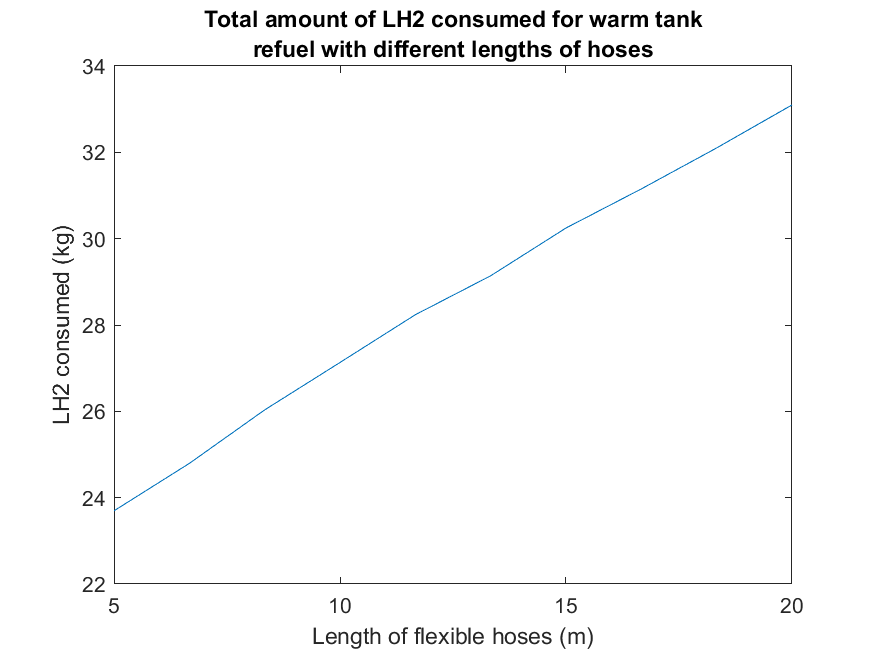 Total amount of LH2 consumed for warm tank
refuel with different lengths of hoses
34
32
30
28
26
24
22
LH2 consumed (kg)
5
10
15
20
Length of flexible hoses (m)